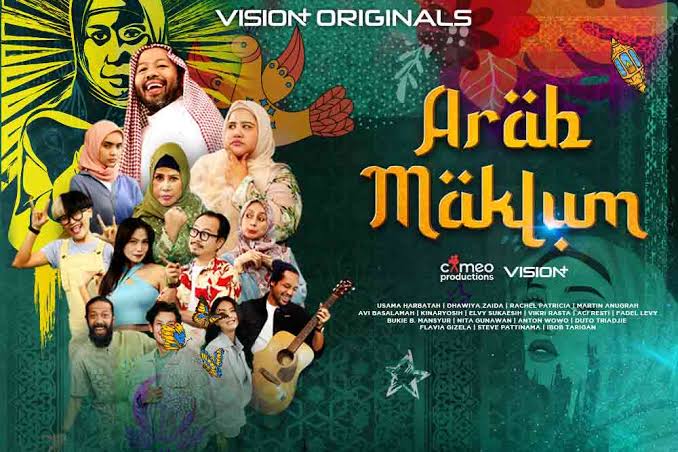 VISION+ ORIGINALS
Aräb
Mäklum
cameo
productions
VISION+
USAMA HARBATAH | DHAWIYA ZAIDA | RACHEL PATRICIA | MARTIN ANUGRAH
AVI BASALAMAH | KINARYOSIH | ELVY SUKAESIH | VIKRI RASTA | ACI RESTI | FADEL LEVY
BUKIE B. MANSYUR | NITA GUNAWAN | ANTON WOWO | DUTO TRIADJIE
FLAVIA GIZELA | STEVE PATTINAMA | IBOB TARIGAN